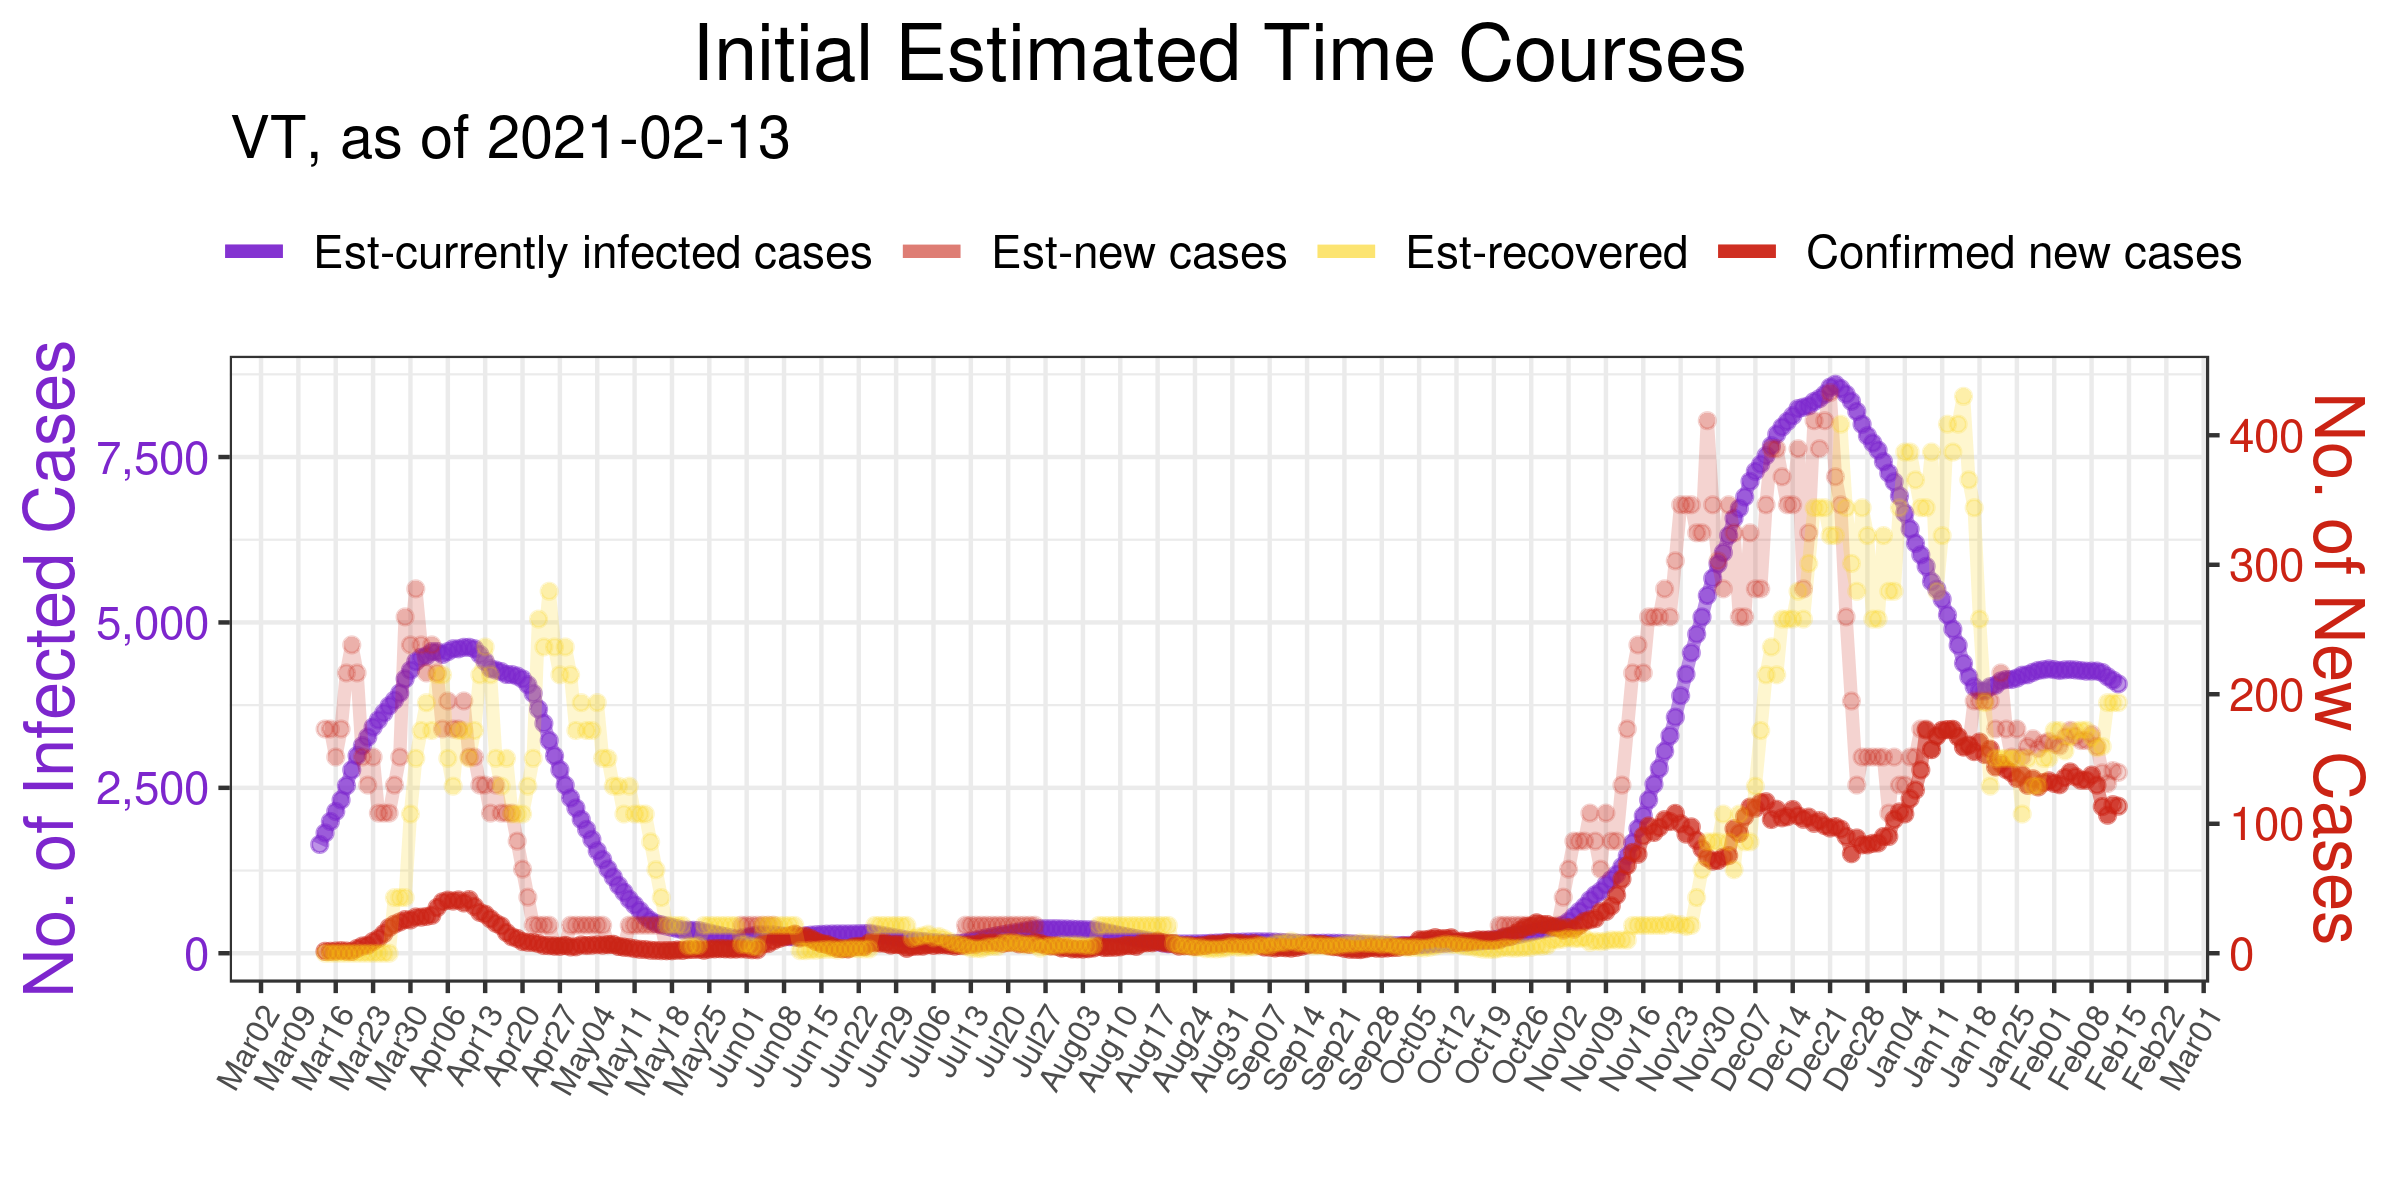 Initial Estimated Time Courses
VT, as of 2021-02-13
Est-currently infected cases
Est-new cases
Est-recovered
Confirmed new cases
No. of Infected Cases
7,500
5,000
2,500
0
400
300
200
100
0
No. of New Cases
Mar02
Mar09
Mar16
Mar23
Mar30
Apr06
Apr13
Apr20
Apr27
May04
May11
May18
May25
Jun01
Jun08
Jun15
Jun22
Jun29
Jul06
Jul13
Jul20
Jul27
Aug03
Aug10
Aug17
Aug24
Aug31
Sep07
Sep14
Sep21
Sep28
Oct05
Oct12
Oct19
Oct26
Nov02
Nov09
Nov16
Nov23
Nov30
Dec07
Dec14
Dec21
Dec28
Jan04
Jan11
Jan18
Jan25
Feb01
Feb08
Feb15
Feb22
Mar01